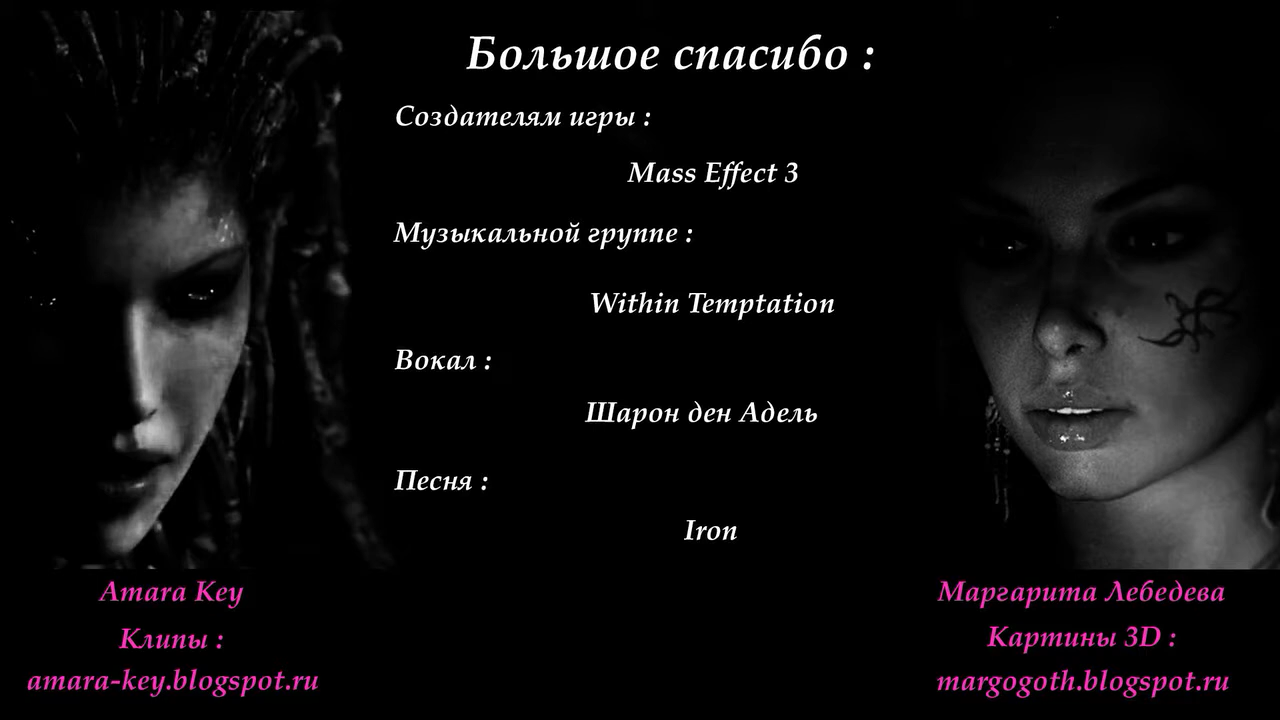 Большое спасибо :
Создателям игры :
Mass Effect 3
Музыкальной группе :
Within Temptation
Вокал :
Шарон ден Адель
Песня :
Iron
Amara Key
Клипы :
amara-key.blogspot.ru
Маргарита Лебедева
Картины 3D :
margogoth.blogspot.ru